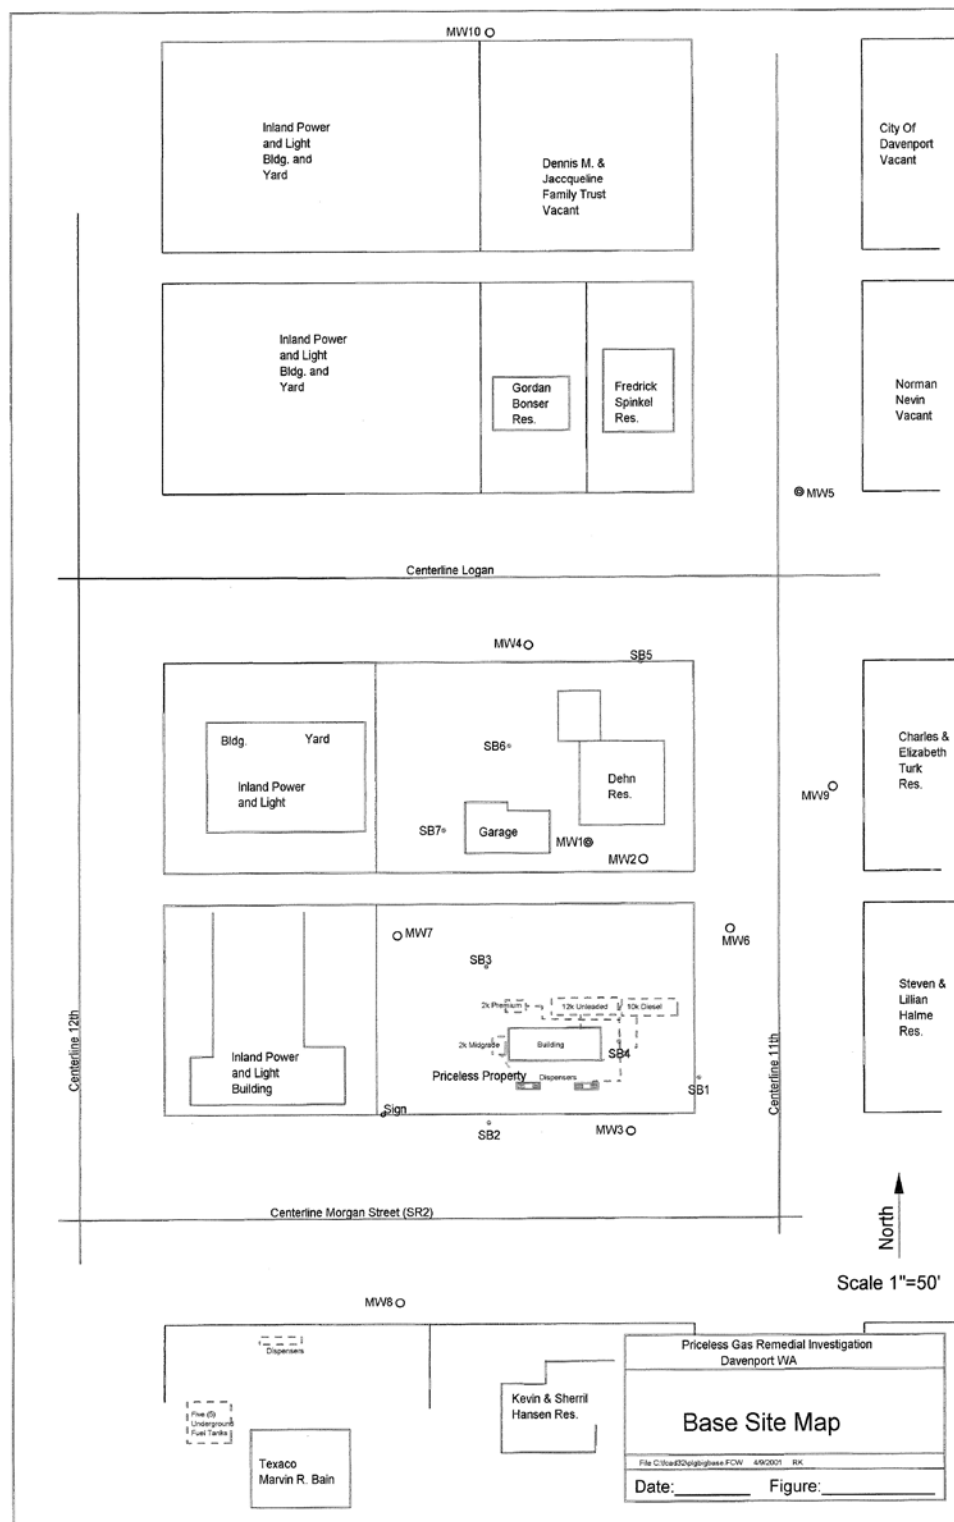 MW10
Inland Power
and Light
Bldg. and
Yard
Dennis M. &
Jaccqueline
Family Trust
Vacant
City Of
Davenport
Vacant
Inland Power
and Light
Bldg. and
Yard
Gordan
Bonser
Res.
Fredrick
Spinkel
Res.
Norman
Nevin
Vacant
MW5
Centerline Logan
MW4
SB5
Bldg. Yard
Inland Power
and Light
SB6
Dehn
Res.
Charles &
Elizabeth
Turk
Res.
MW9
SB7
Garage
MW1
MW2
MW7
MW6
SB3
2k Premium
12k Unleaded
10k Diesel
Steven &
Lillian
Halme
Res.
2k Midgrade
Building
SB4
Inland Power
and Light
Building
Priceless Property
Dispensers
SB1
Centerline 12th
Centerline 11th
Sign
SB2
MW3
Centerline Morgan Street (SR2)
North
Scale 1"=50'
MW8
Dispensers
Five (5)
Underground
Fuel Tanks
Texaco
Marvin R. Bain
Kevin & Sherril
Hansen Res.
Priceless Gas Remedial Investigation
Davenport WA
Base Site Map
4/9/2001 RK
Date: Figure: